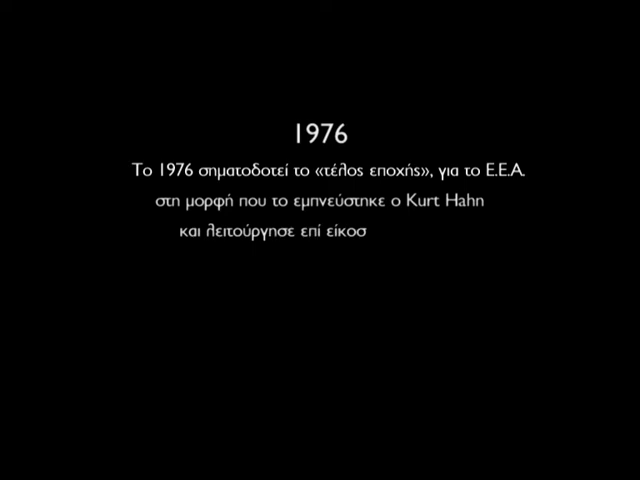 1976
Το 1976 σηματοδοτεί το «τέλος εποχής», για το Ε.Ε.Α.
στη μορφή που το εμπνεύστηκε ο Kurt Hahn
και λειτούργησε επί είκοσ